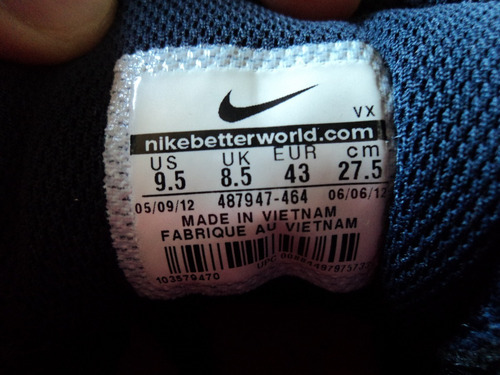 VX
nikebetterworld.com
US UK EUR cm
9.5 8.5 43 27.5
05/09/12 487947-464 06/06/12
MADE IN VIETNAM
FABRIQUE AU VIETNAM
103579470 UPC